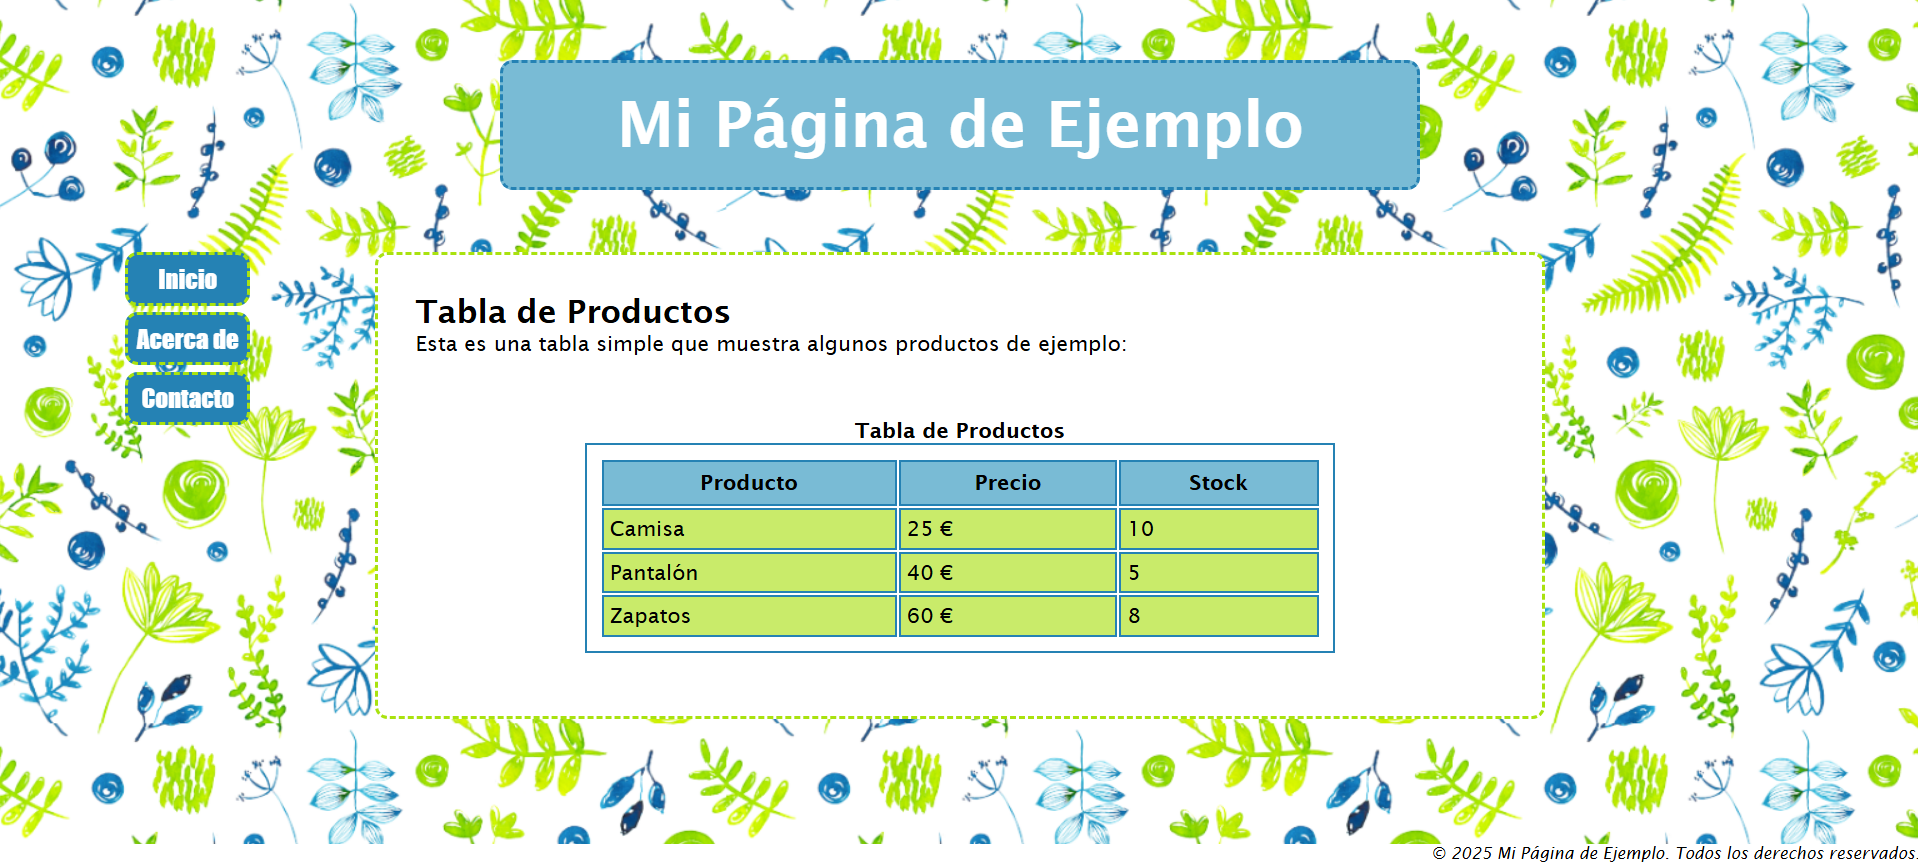 Mi Página de Ejemplo
Inicio
Acerca de
Contacto
Tabla de Productos
Esta es una tabla simple que muestra algunos productos de ejemplo:
Tabla de Productos
Producto Precio Stock
Camisa 25 € 10
Pantalón 40 € 5
Zapatos 60 € 8
© 2025 Mi Página de Ejemplo. Todos los derechos reservados.